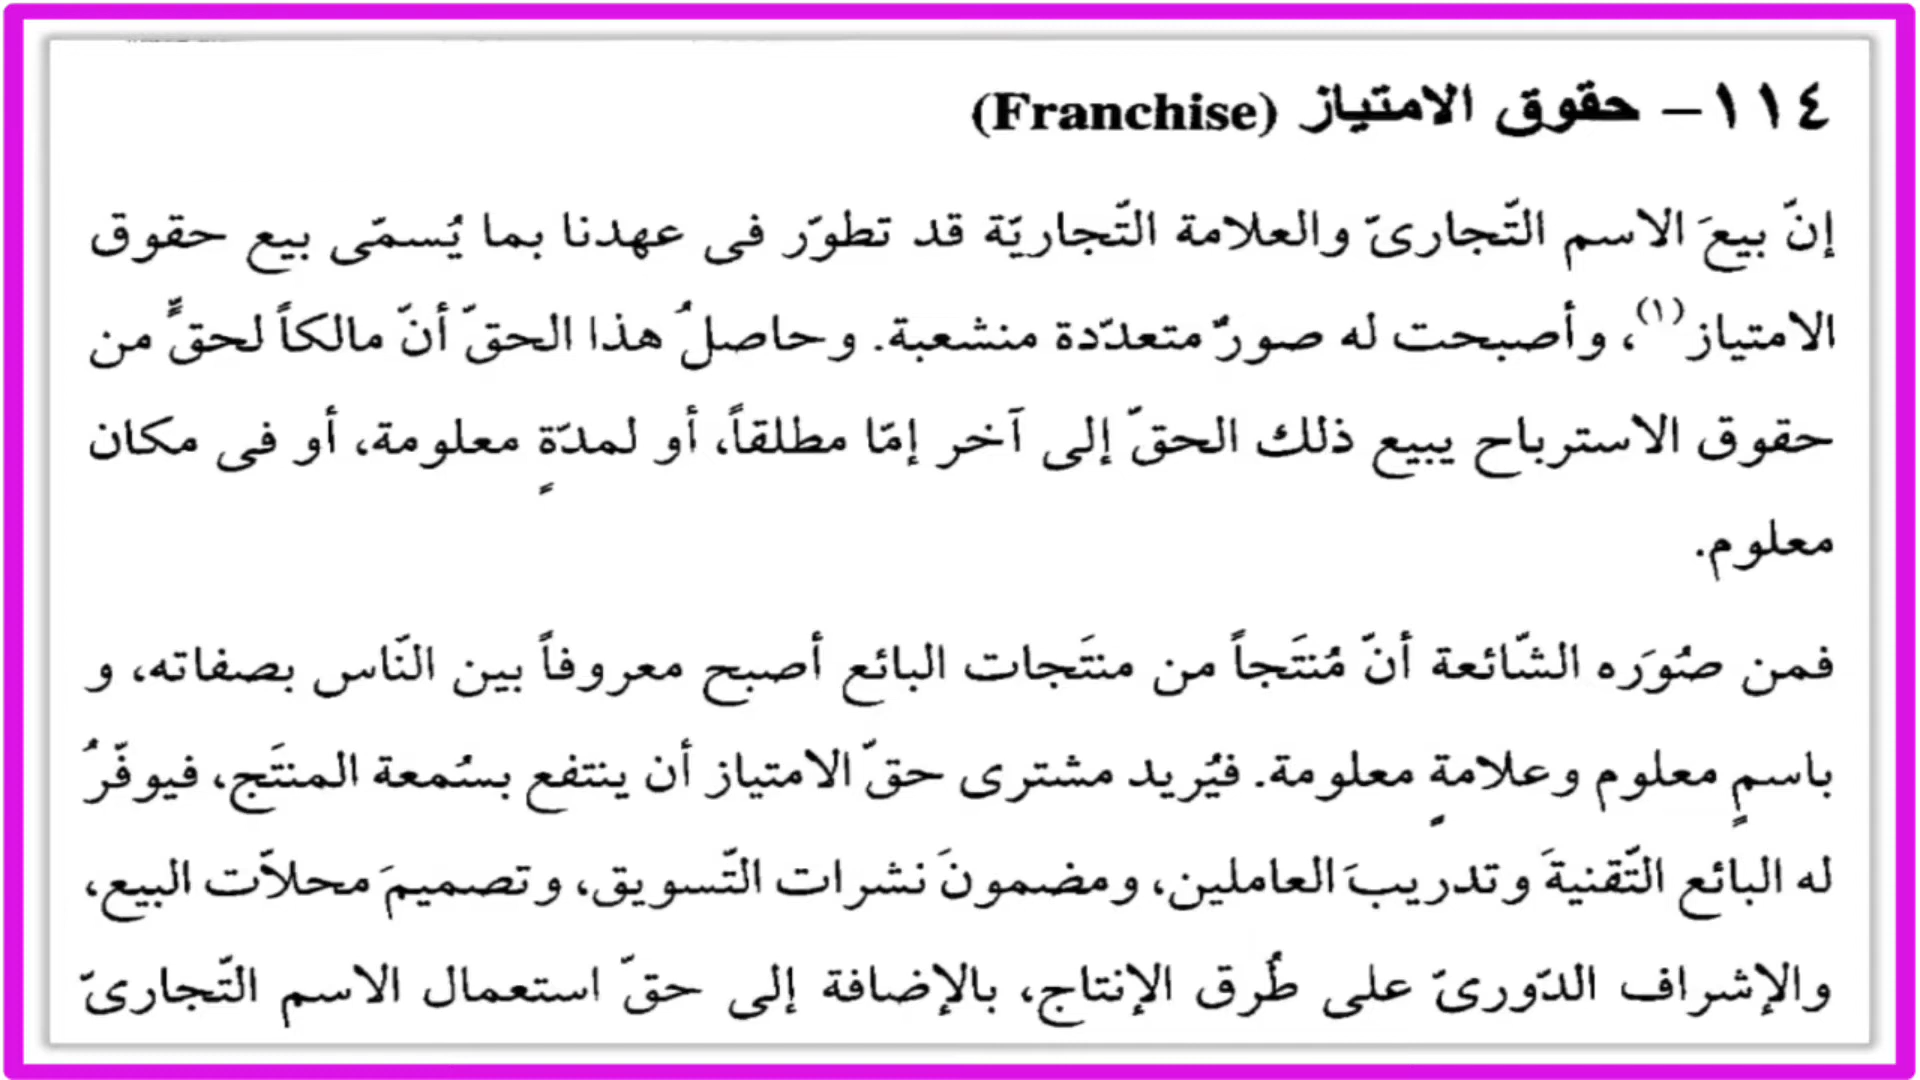 ١١٤- حقوق الامتياز (Franchise)
إنّ بيعَ الاسم التّجارىّ والعلامة التّجاريّة قد تطوّر فى عهدنا بما يُسمّى بيع حقوق
الامتياز(١)، وأصبحت له صورٌ متعدّدة منشعبة. وحاصلُ هذا الحقّ أنّ مالكاً لحقٍّ من
حقوق الاسترباح يبيع ذلك الحقّ إلى آخر إمّا مطلقاً، أو لمدّةٍ معلومة، أو فى مكان
معلوم.
فمن صُوَره الشّائعة أنّ مُنتَجاً من منتَجات البائع أصبح معروفاً بين النّاس بصفاته، و
باسمٍ معلوم وعلامةٍ معلومة. فيُريد مشترى حقّ الامتياز أن ينتفع بسُمعة المنتَج، فيوفّرُ
له البائع التّقنيةَ وتدريبَ العاملين، ومضمونَ نشرات التّسويق، وتصميمَ محلاّت البيع،
والإشراف الدّورىّ على طُرق الإنتاج، بالإضافة إلى حقّ استعمال الاسم التّجارىّ